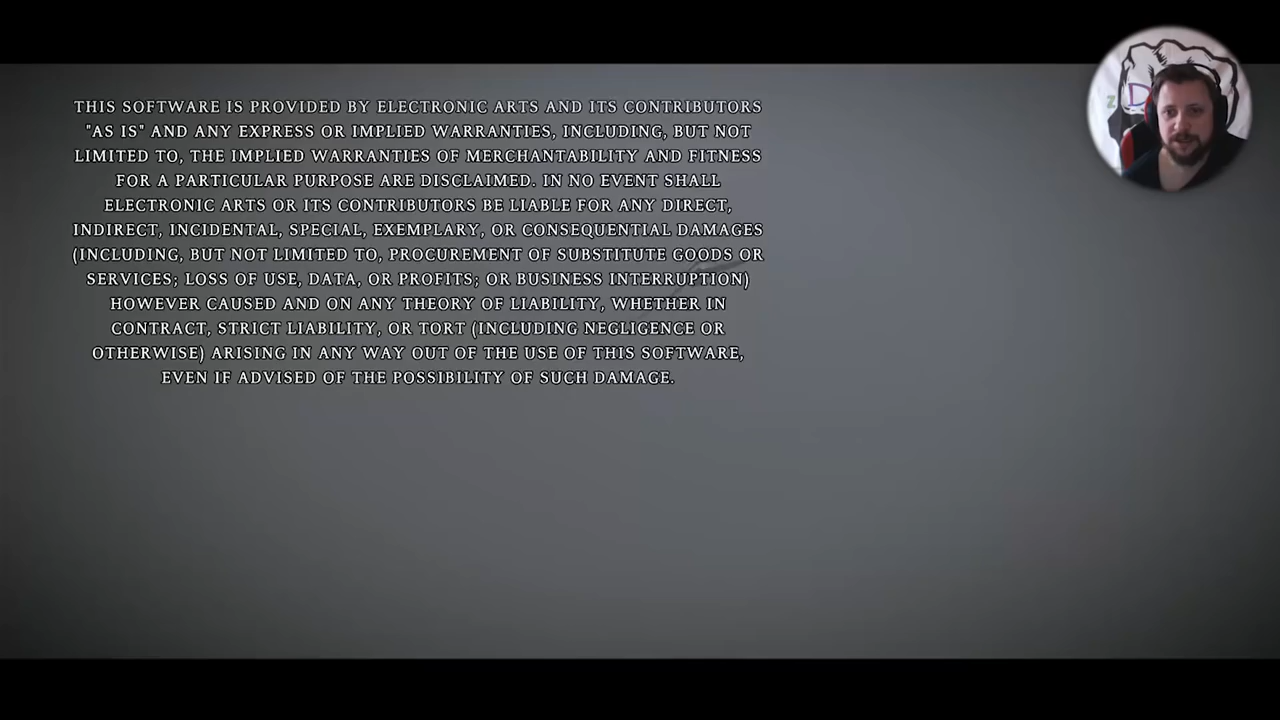 THIS SOFTWARE IS PROVIDED BY ELECTRONIC ARTS AND ITS CONTRIBUTORS
"AS IS" AND ANY EXPRESS OR IMPLIED WARRANTIES, INCLUDING, BUT NOT
LIMITED TO, THE IMPLIED WARRANTIES OF MERCHANTABILITY AND FITNESS
FOR A PARTICULAR PURPOSE ARE DISCLAIMED. IN NO EVENT SHALL
ELECTRONIC ARTS OR ITS CONTRIBUTORS BE LIABLE FOR ANY DIRECT,
INDIRECT, INCIDENTAL, SPECIAL, EXEMPLARY, OR CONSEQUENTIAL DAMAGES
(INCLUDING, BUT NOT LIMITED TO, PROCUREMENT OF SUBSTITUTE GOODS OR
SERVICES; LOSS OF USE, DATA, OR PROFITS; OR BUSINESS INTERRUPTION)
HOWEVER CAUSED AND ON ANY THEORY OF LIABILITY, WHETHER IN
CONTRACT, STRICT LIABILITY, OR TORT (INCLUDING NEGLIGENCE OR
OTHERWISE) ARISING IN ANY WAY OUT OF THE USE OF THIS SOFTWARE,
EVEN IF ADVISED OF THE POSSIBILITY OF SUCH DAMAGE.